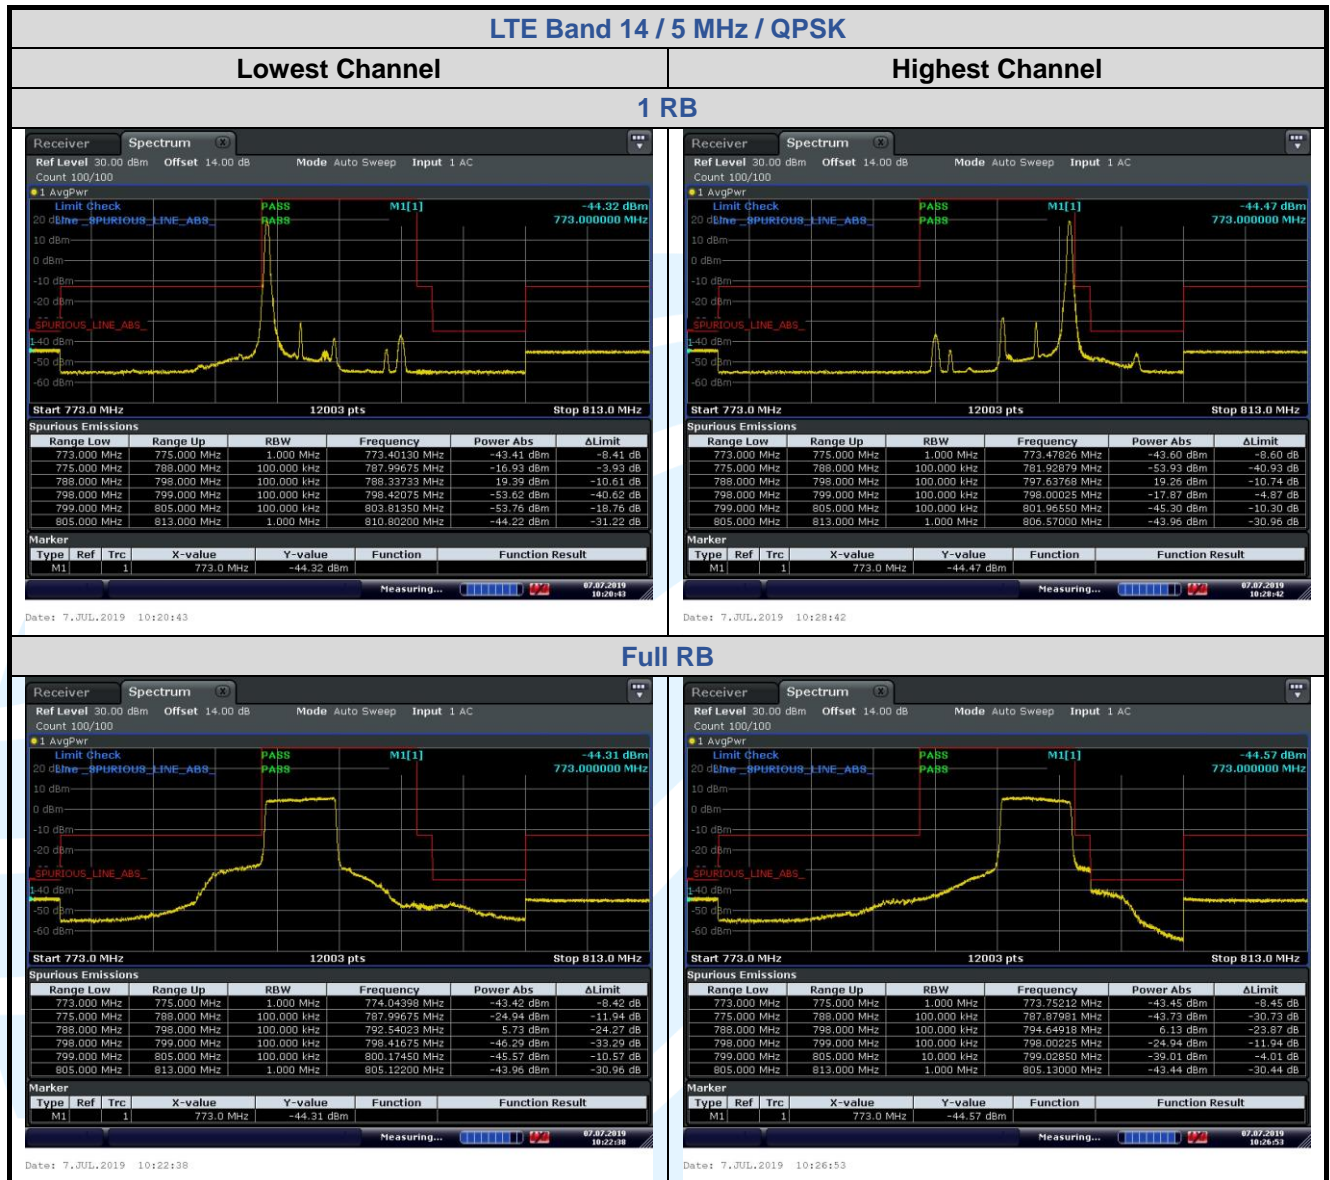 LTE Band 14 / 5 MHz / QPSK
Lowest Channel Highest Channel
1 RB
Receiver Spectrum
Ref Level 30.00 dBm Offset 14.00 dB Mode Auto Sweep Input 1 AC
Count 100/100
1 AvgPwr
Limit Check PASS M1[1] -44.32 dBm
Line _SPURIOUS_LINE_ABS_ PASS 773.000000 MHz
20 dBm
10 dBm
0 dBm
-10 dBm
-20 dBm
_SPURIOUS_LINE_ABS_
-40 dBm
-50 dBm
-60 dBm
Start 773.0 MHz 12003 pts Stop 813.0 MHz
Spurious Emissions
Range Low Range Up RBW Frequency Power Abs ΔLimit
773.000 MHz 775.000 MHz 1.000 MHz 773.40130 MHz -43.41 dBm -8.41 dB
775.000 MHz 788.000 MHz 100.000 kHz 787.99675 MHz -16.93 dBm -3.93 dB
788.000 MHz 798.000 MHz 100.000 kHz 788.33733 MHz 19.39 dBm -10.61 dB
798.000 MHz 799.000 MHz 100.000 kHz 798.42075 MHz -53.62 dBm -40.62 dB
799.000 MHz 805.000 MHz 100.000 kHz 803.81350 MHz -53.76 dBm -18.76 dB
805.000 MHz 813.000 MHz 1.000 MHz 810.80200 MHz -44.22 dBm -31.22 dB
Marker
Type Ref Trc X-value Y-value Function Function Result
M1 1 773.0 MHz -44.32 dBm
Measuring... 07.07.2019
10:20:43
Date: 7.JUL.2019 10:20:43
Receiver Spectrum
Ref Level 30.00 dBm Offset 14.00 dB Mode Auto Sweep Input 1 AC
Count 100/100
1 AvgPwr
Limit Check PASS M1[1] -44.47 dBm
Line _SPURIOUS_LINE_ABS_ PASS 773.000000 MHz
20 dBm
10 dBm
0 dBm
-10 dBm
-20 dBm
_SPURIOUS_LINE_ABS_
-40 dBm
-50 dBm
-60 dBm
Start 773.0 MHz 12003 pts Stop 813.0 MHz
Spurious Emissions
Range Low Range Up RBW Frequency Power Abs ΔLimit
773.000 MHz 775.000 MHz 1.000 MHz 773.47826 MHz -43.60 dBm -8.60 dB
775.000 MHz 788.000 MHz 100.000 kHz 781.92879 MHz -53.93 dBm -40.93 dB
788.000 MHz 798.000 MHz 100.000 kHz 797.63768 MHz 19.26 dBm -10.74 dB
798.000 MHz 799.000 MHz 100.000 kHz 798.00025 MHz -17.87 dBm -4.87 dB
799.000 MHz 805.000 MHz 100.000 kHz 801.96550 MHz -45.30 dBm -10.30 dB
805.000 MHz 813.000 MHz 1.000 MHz 806.57000 MHz -43.96 dBm -30.96 dB
Marker
Type Ref Trc X-value Y-value Function Function Result
M1 1 773.0 MHz -44.47 dBm
Measuring... 07.07.2019
10:28:42
Date: 7.JUL.2019 10:28:42
Full RB
Receiver Spectrum
Ref Level 30.00 dBm Offset 14.00 dB Mode Auto Sweep Input 1 AC
Count 100/100
1 AvgPwr
Limit Check PASS M1[1] -44.31 dBm
Line _SPURIOUS_LINE_ABS_ PASS 773.000000 MHz
20 dBm
10 dBm
0 dBm
-10 dBm
-20 dBm
_SPURIOUS_LINE_ABS_
-40 dBm
-50 dBm
-60 dBm
Start 773.0 MHz 12003 pts Stop 813.0 MHz
Spurious Emissions
Range Low Range Up RBW Frequency Power Abs ΔLimit
773.000 MHz 775.000 MHz 1.000 MHz 774.04398 MHz -43.42 dBm -8.42 dB
775.000 MHz 788.000 MHz 100.000 kHz 787.99675 MHz -24.94 dBm -11.94 dB
788.000 MHz 798.000 MHz 100.000 kHz 792.54023 MHz 5.73 dBm -24.27 dB
798.000 MHz 799.000 MHz 100.000 kHz 798.41675 MHz -46.29 dBm -33.29 dB
799.000 MHz 805.000 MHz 100.000 kHz 800.17450 MHz -45.57 dBm -10.57 dB
805.000 MHz 813.000 MHz 1.000 MHz 805.12200 MHz -43.96 dBm -30.96 dB
Marker
Type Ref Trc X-value Y-value Function Function Result
M1 1 773.0 MHz -44.31 dBm
Measuring... 07.07.2019
10:22:38
Date: 7.JUL.2019 10:22:38
Receiver Spectrum
Ref Level 30.00 dBm Offset 14.00 dB Mode Auto Sweep Input 1 AC
Count 100/100
1 AvgPwr
Limit Check PASS M1[1] -44.57 dBm
Line _SPURIOUS_LINE_ABS_ PASS 773.000000 MHz
20 dBm
10 dBm
0 dBm
-10 dBm
-20 dBm
_SPURIOUS_LINE_ABS_
-40 dBm
-50 dBm
-60 dBm
Start 773.0 MHz 12003 pts Stop 813.0 MHz
Spurious Emissions
Range Low Range Up RBW Frequency Power Abs ΔLimit
773.000 MHz 775.000 MHz 1.000 MHz 773.75212 MHz -43.45 dBm -8.45 dB
775.000 MHz 788.000 MHz 100.000 kHz 787.87981 MHz -43.73 dBm -30.73 dB
788.000 MHz 798.000 MHz 100.000 kHz 794.64918 MHz 6.13 dBm -23.87 dB
798.000 MHz 799.000 MHz 100.000 kHz 798.00225 MHz -24.94 dBm -11.94 dB
799.000 MHz 805.000 MHz 10.000 kHz 799.02850 MHz -39.01 dBm -4.01 dB
805.000 MHz 813.000 MHz 1.000 MHz 805.13000 MHz -43.44 dBm -30.44 dB
Marker
Type Ref Trc X-value Y-value Function Function Result
M1 1 773.0 MHz -44.57 dBm
Measuring... 07.07.2019
10:26:53
Date: 7.JUL.2019 10:26:53